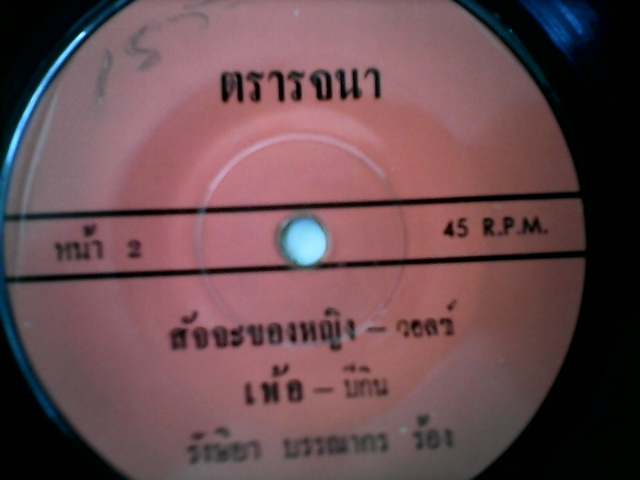 ตรารจนา
หน้า 2 45 R.P.M.
สัจจะของหญิง – วอลซ์
เพ้อ – บีกิน
บรรณากร ร้อง